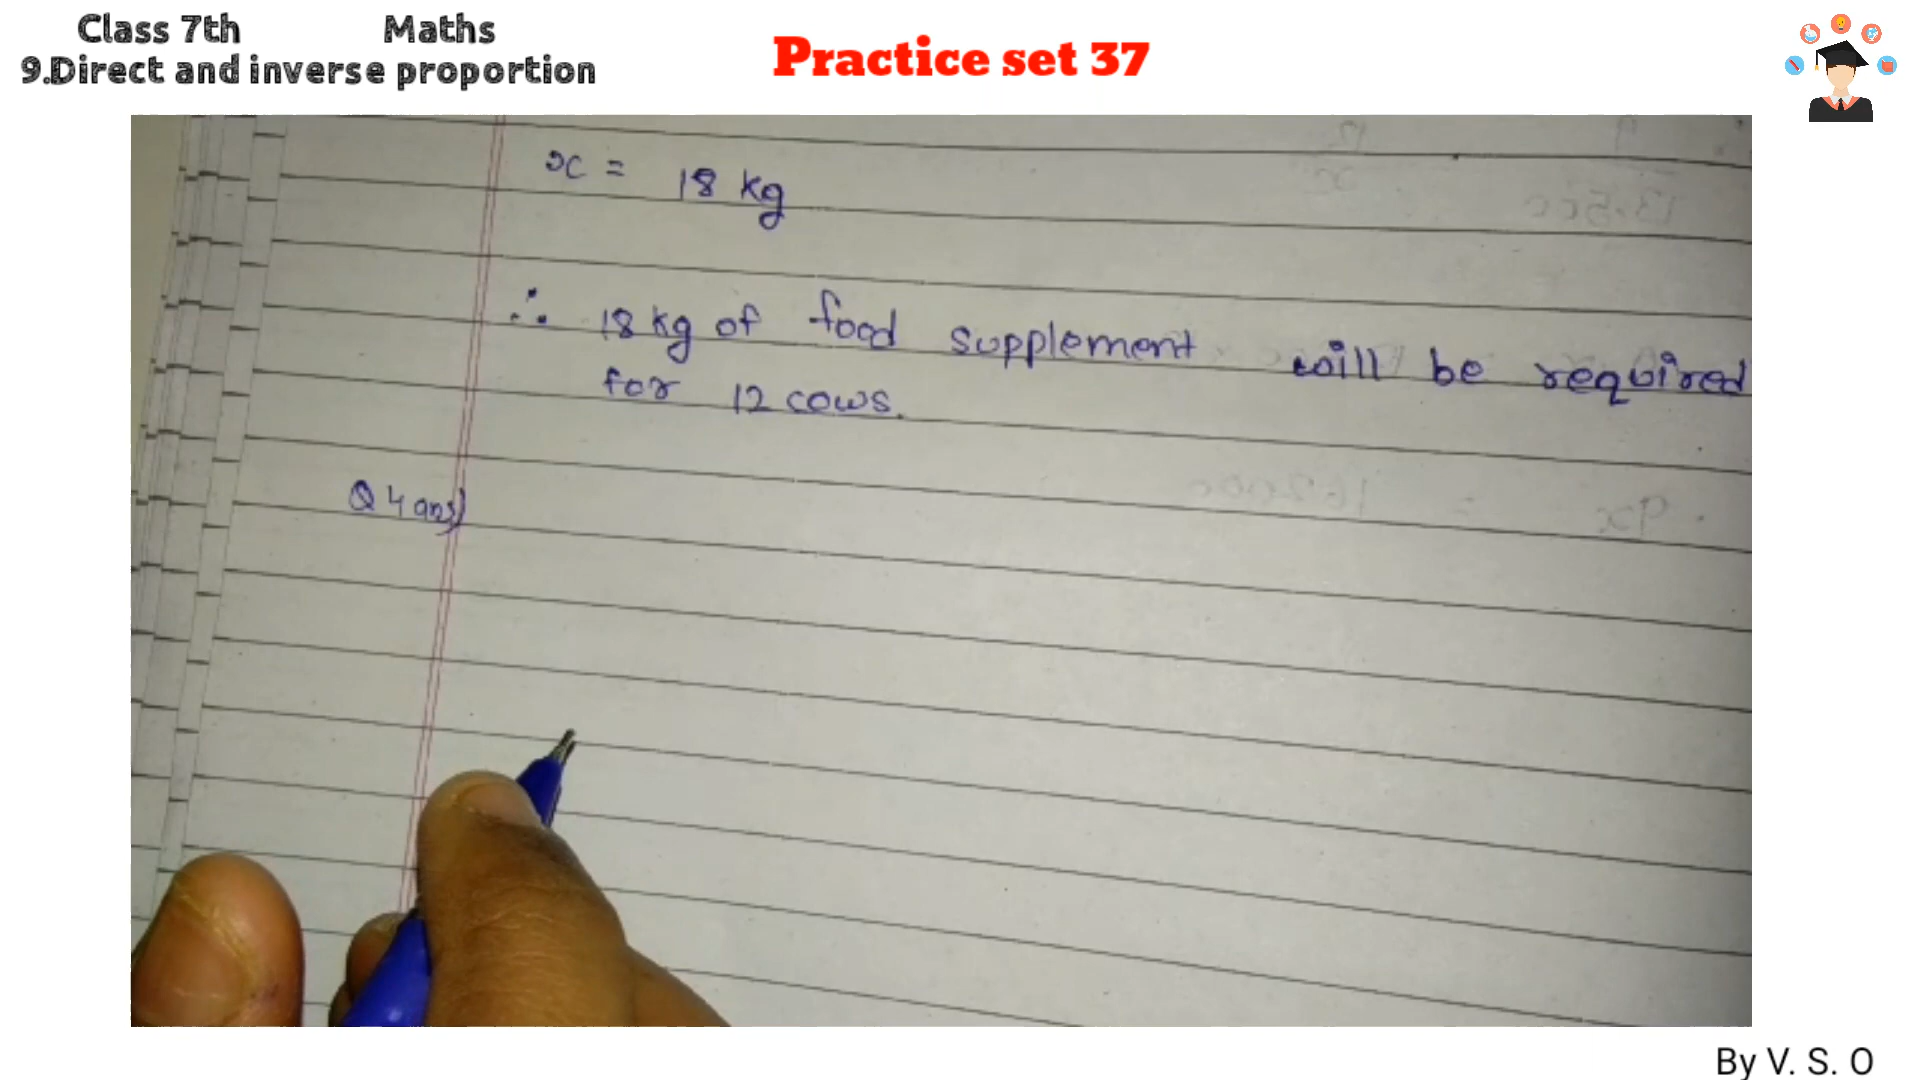 Class 7th Maths
9.Direct and inverse proportion
Practice set 37
x = 18 kg
∴ 18 kg of food supplement will be required
for 12 cows.
Q 4 ans)
By V. S. O